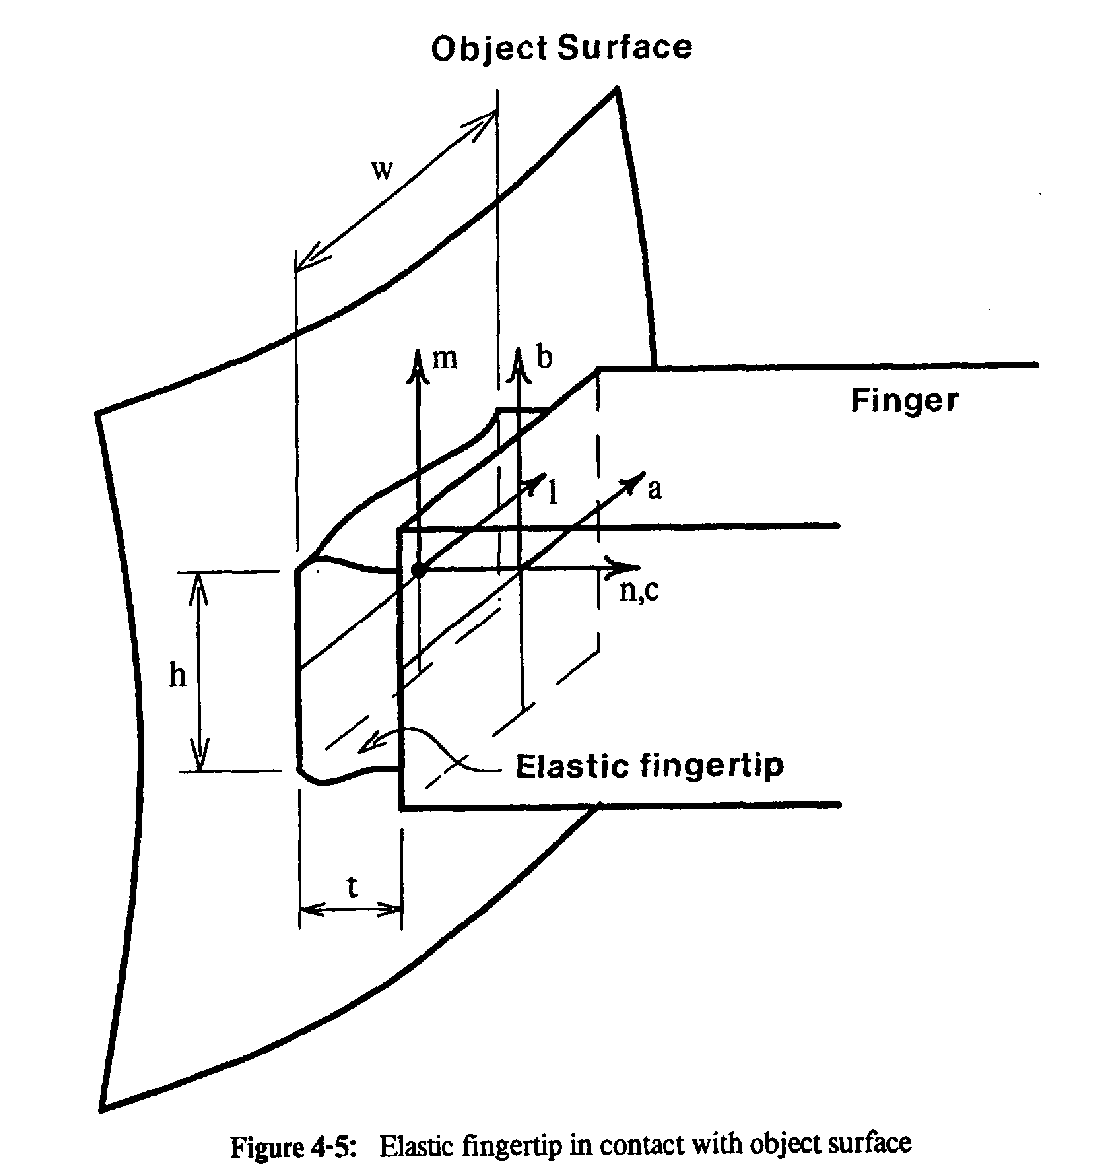 Object Surface
w
m
b
Finger
l
a
n,c
h
Elastic fingertip
t
Figure 4-5: Elastic fingertip in contact with object surface